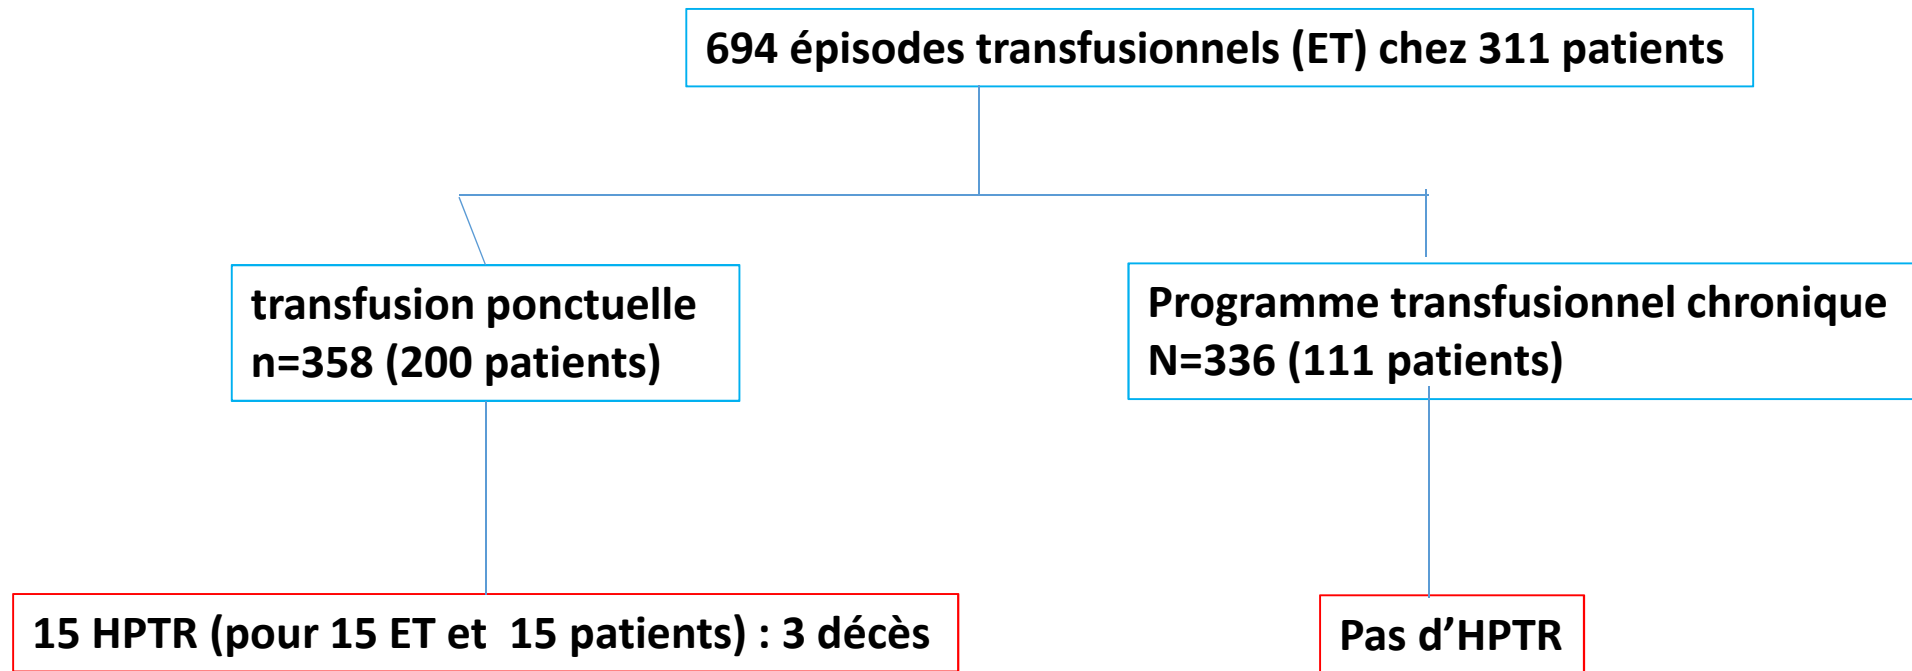 694 épisodes transfusionnels (ET) chez 311 patients
transfusion ponctuelle
n=358 (200 patients)
Programme transfusionnel chronique
N=336 (111 patients)
15 HPTR (pour 15 ET et 15 patients) : 3 décès
Pas d’HPTR